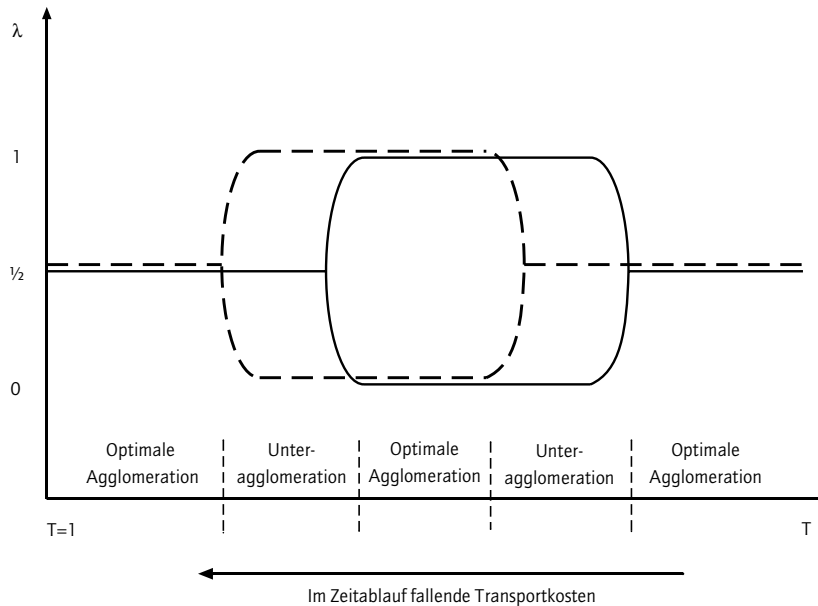 λ
1
½
0
Optimale
Agglomeration
Unter-
agglomeration
Optimale
Agglomeration
Unter-
agglomeration
Optimale
Agglomeration
T=1
T
Im Zeitablauf fallende Transportkosten